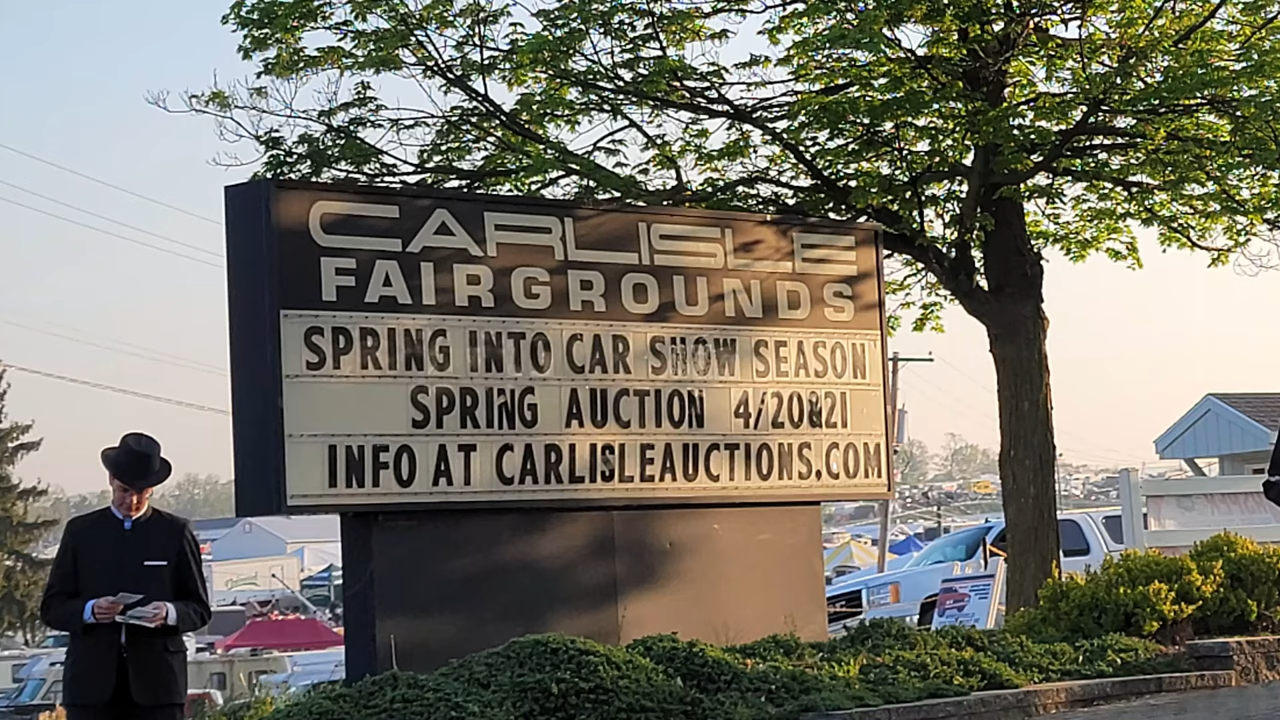 CARLISLE
FAIRGROUNDS
SPRING INTO CAR SHOW SEASON
SPRING AUCTION 4/20&21
INFO AT CARLISLEAUCTIONS.COM